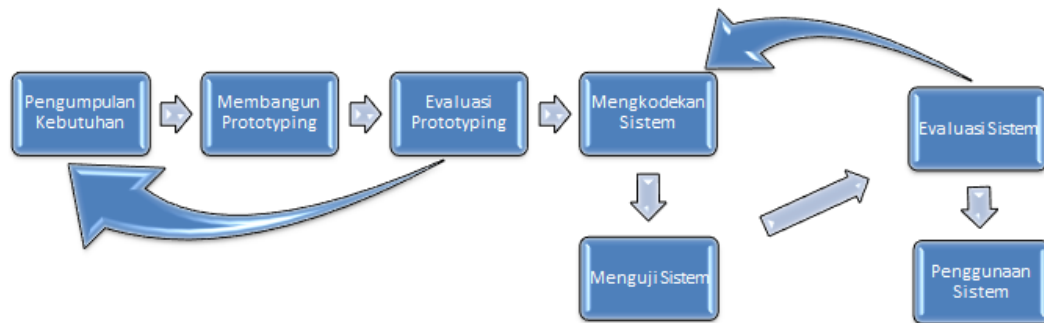 Pengumpulan
Kebutuhan
Membangun
Prototyping
Evaluasi
Prototyping
Mengkodekan
Sistem
Evaluasi Sistem
Menguji Sistem
Penggunaan
Sistem